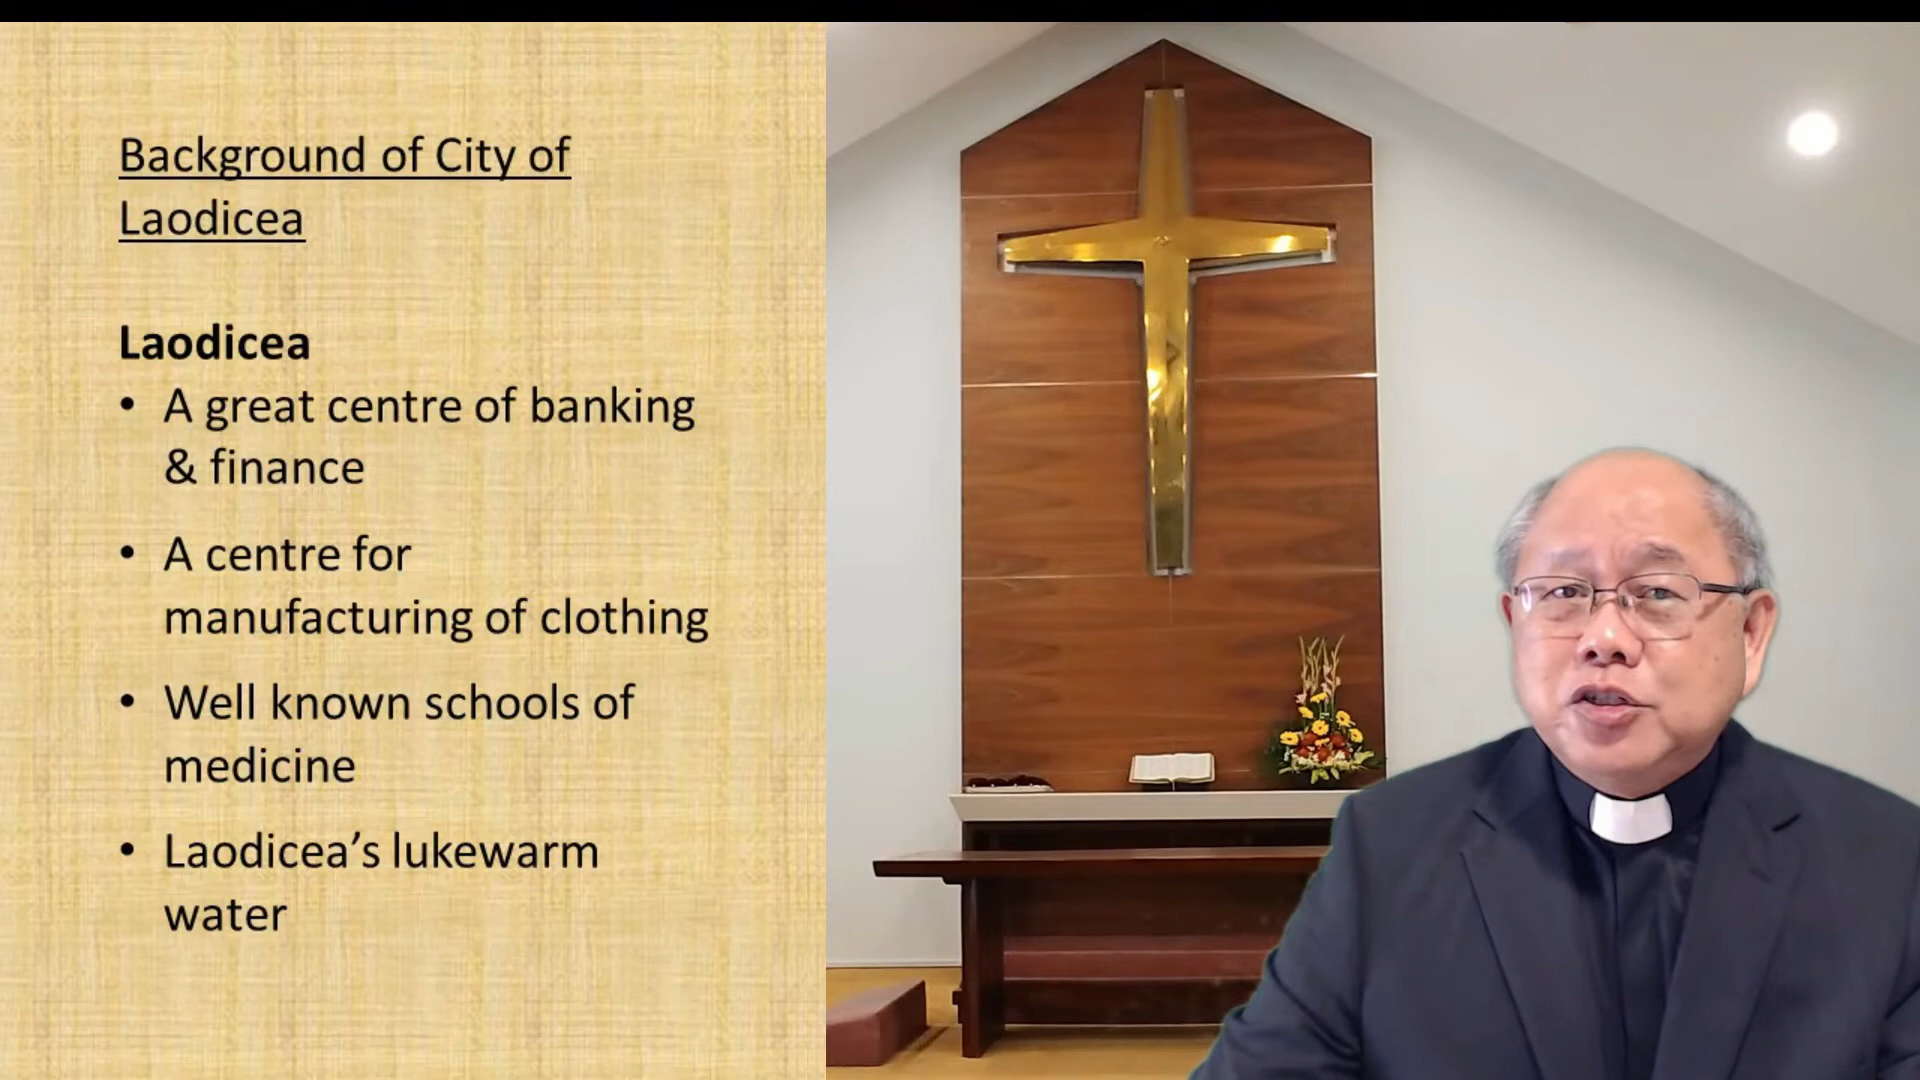 Background of City of
Laodicea
Laodicea
• A great centre of banking
& finance
• A centre for
manufacturing of clothing
• Well known schools of
medicine
• Laodicea’s lukewarm
water